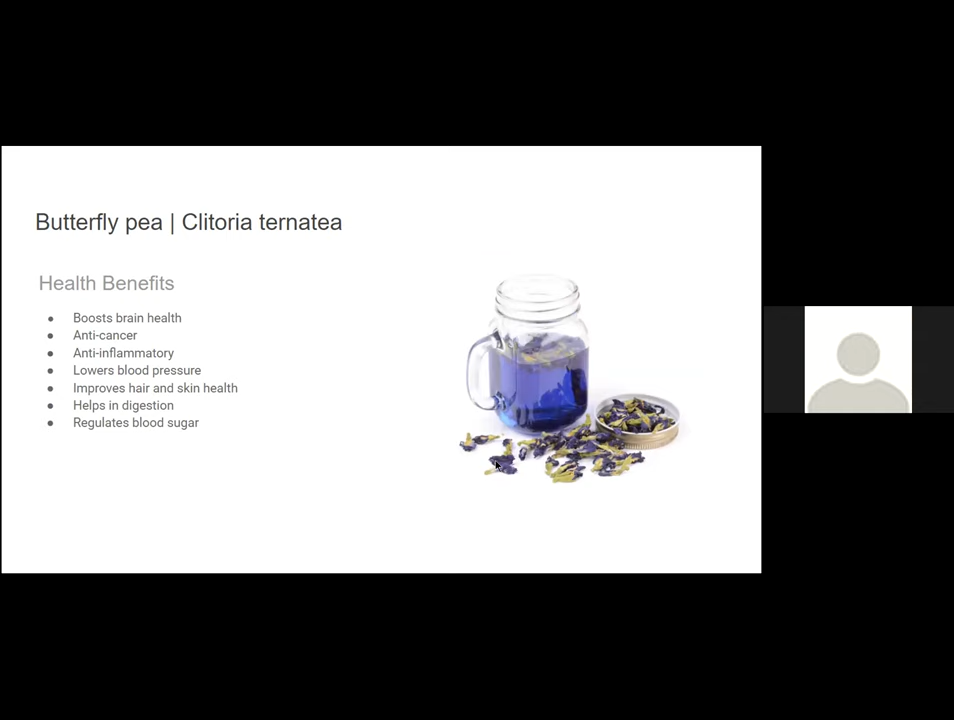 Butterfly pea | Clitoria ternatea
Health Benefits
● Boosts brain health
● Anti-cancer
● Anti-inflammatory
● Lowers blood pressure
● Improves hair and skin health
● Helps in digestion
● Regulates blood sugar